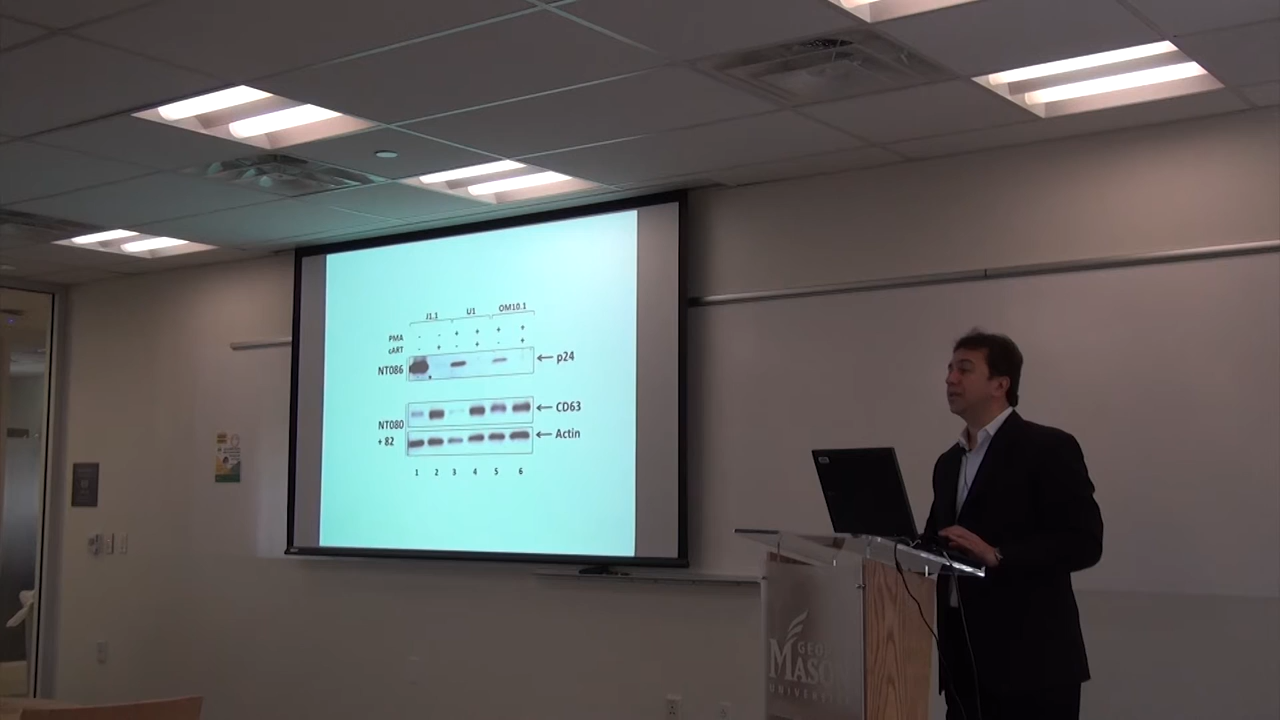 J1.1 U1 OM10.1
PMA - - + + + +
cART - + - + - +
NT086
← p24
NT080
+ 82
← CD63
← Actin
1 2 3 4 5 6
MASON
UNIVERSITY